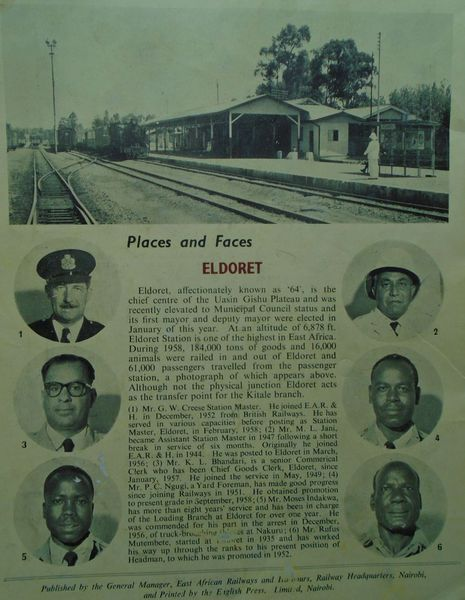 Places and Faces
ELDORET
Eldoret, affectionately known as '64', is the
chief centre of the Uasin Gishu Plateau and was
recently elevated to Municipal Council status and
its first mayor and deputy mayor were elected in
January of this year. At an altitude of 6,878 ft.
Eldoret Station is one of the highest in East Africa.
During 1958, 184,000 tons of goods and 16,000
animals were railed in and out of Eldoret and
61,000 passengers travelled from the passenger
station, a photograph of which appears above.
Although not the physical junction Eldoret acts
as the transfer point for the Kitale branch.
(1) Mr. G. W. Creese Station Master. He joined E.A.R. &
H. in December, 1952 from British Railways. He has
served in various capacities before posting as Station
Master, Eldoret, in February, 1958; (2) Mr. M. L. Jani,
became Assistant Station Master in 1947 following a short
break in service of six months. Originally he joined
E.A.R. & H. in 1944. He was posted to Eldoret in March,
1956; (3) Mr. K. L. Bhandari, is a senior Commerical
Clerk who has been Chief Goods Clerk, Eldoret, since
January, 1957. He joined the service in May, 1949; (4)
Mr. P. C. Ngugi, a Yard Foreman, has made good progress
since joining Railways in 1951. He obtained promotion
to present grade in September, 1958; (5) Mr. Moses Indakwa,
has more than eight years' service and has been in charge
of the Loading Branch at Eldoret for over one year. He
was commended for his part in the arrest in December,
1956, of truck- at Nakuru; (6) Mr. Rufus
Mutembete, started at in 1935 and has worked
his way up through the ranks to his present position of
Headman, to which he was promoted in 1952.
1
2
3
4
5
6
Published by the General Manager, East African Railways and Harbours, Railway Headquarters, Nairobi,
and Printed by the English Press, Limited, Nairobi.